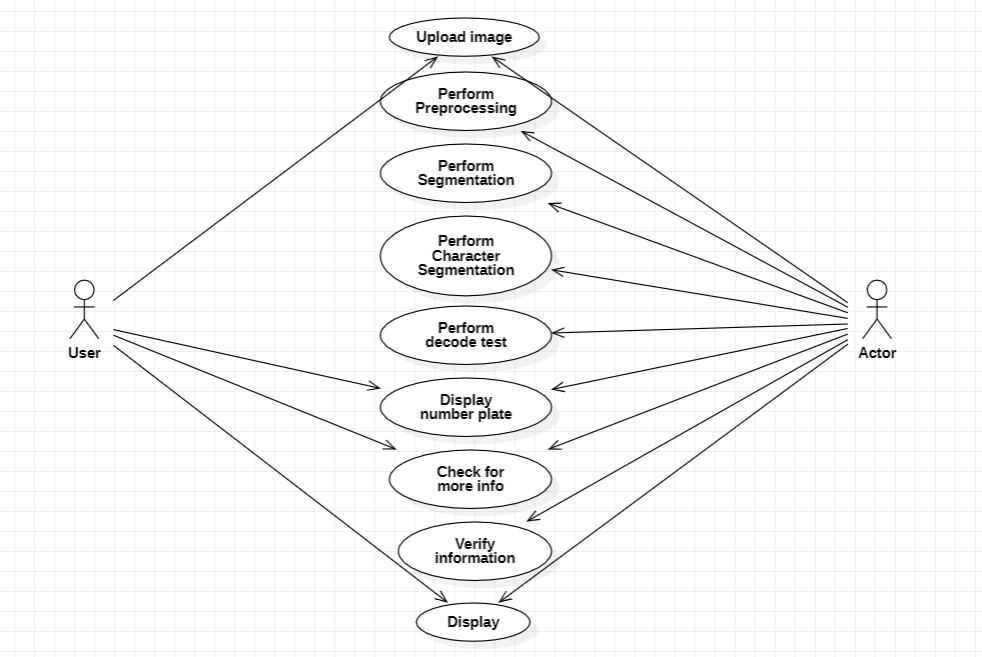 Upload image
Perform
Preprocessing
Perform
Segmentation
Perform
Character
Segmentation
User
Actor
Perform
decode test
Display
number plate
Check for
more info
Verify
information
Display